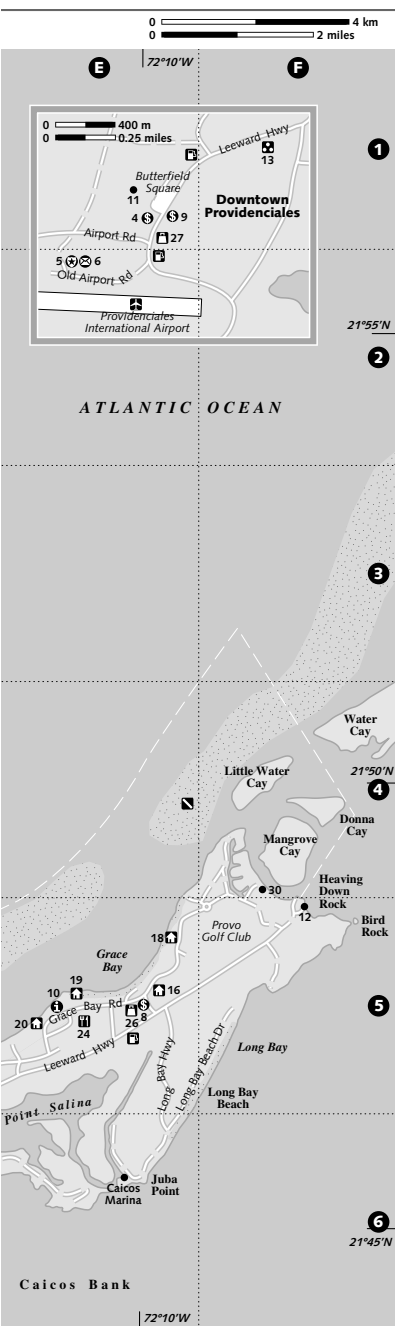 0 4 km
0 2 miles
E 72°10'W F
0 400 m
0 0.25 miles
Leeward Hwy
13
1
Butterfield
Square
11
Downtown
Providenciales
4 $ $ 9
Airport Rd
27
5 6
Old Airport Rd
Providenciales
International Airport
21°55'N
2
ATLANTIC OCEAN
3
Water
Cay
Little Water
Cay
21°50'N
4
Donna
Cay
Mangrove
Cay
Heaving
Down
Rock
30
12
Bird
Rock
18
Provo
Golf Club
Grace
Bay
19
10
16
5
Grace Bay Rd
20
24
26
$
8
Leeward Hwy
Long Bay Hwy
Long Bay Beach Dr
Long Bay
Long Bay
Beach
Point Salina
Juba
Point
Caicos
Marina
6
21°45'N
Caicos Bank
72°10'W